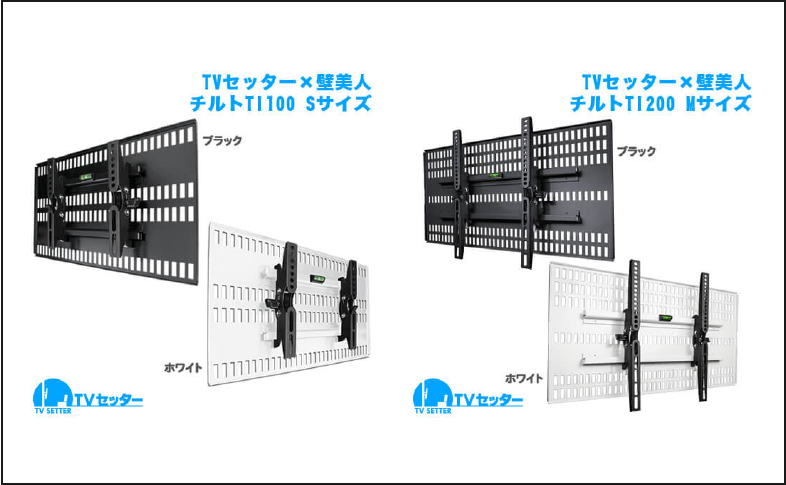 TVセッター×壁美人
チルトTI100 Sサイズ
ブラック
ホワイト
TV SETTER
TVセッター
TVセッター×壁美人
チルトTI200 Mサイズ
ブラック
ホワイト
TV SETTER
TVセッター